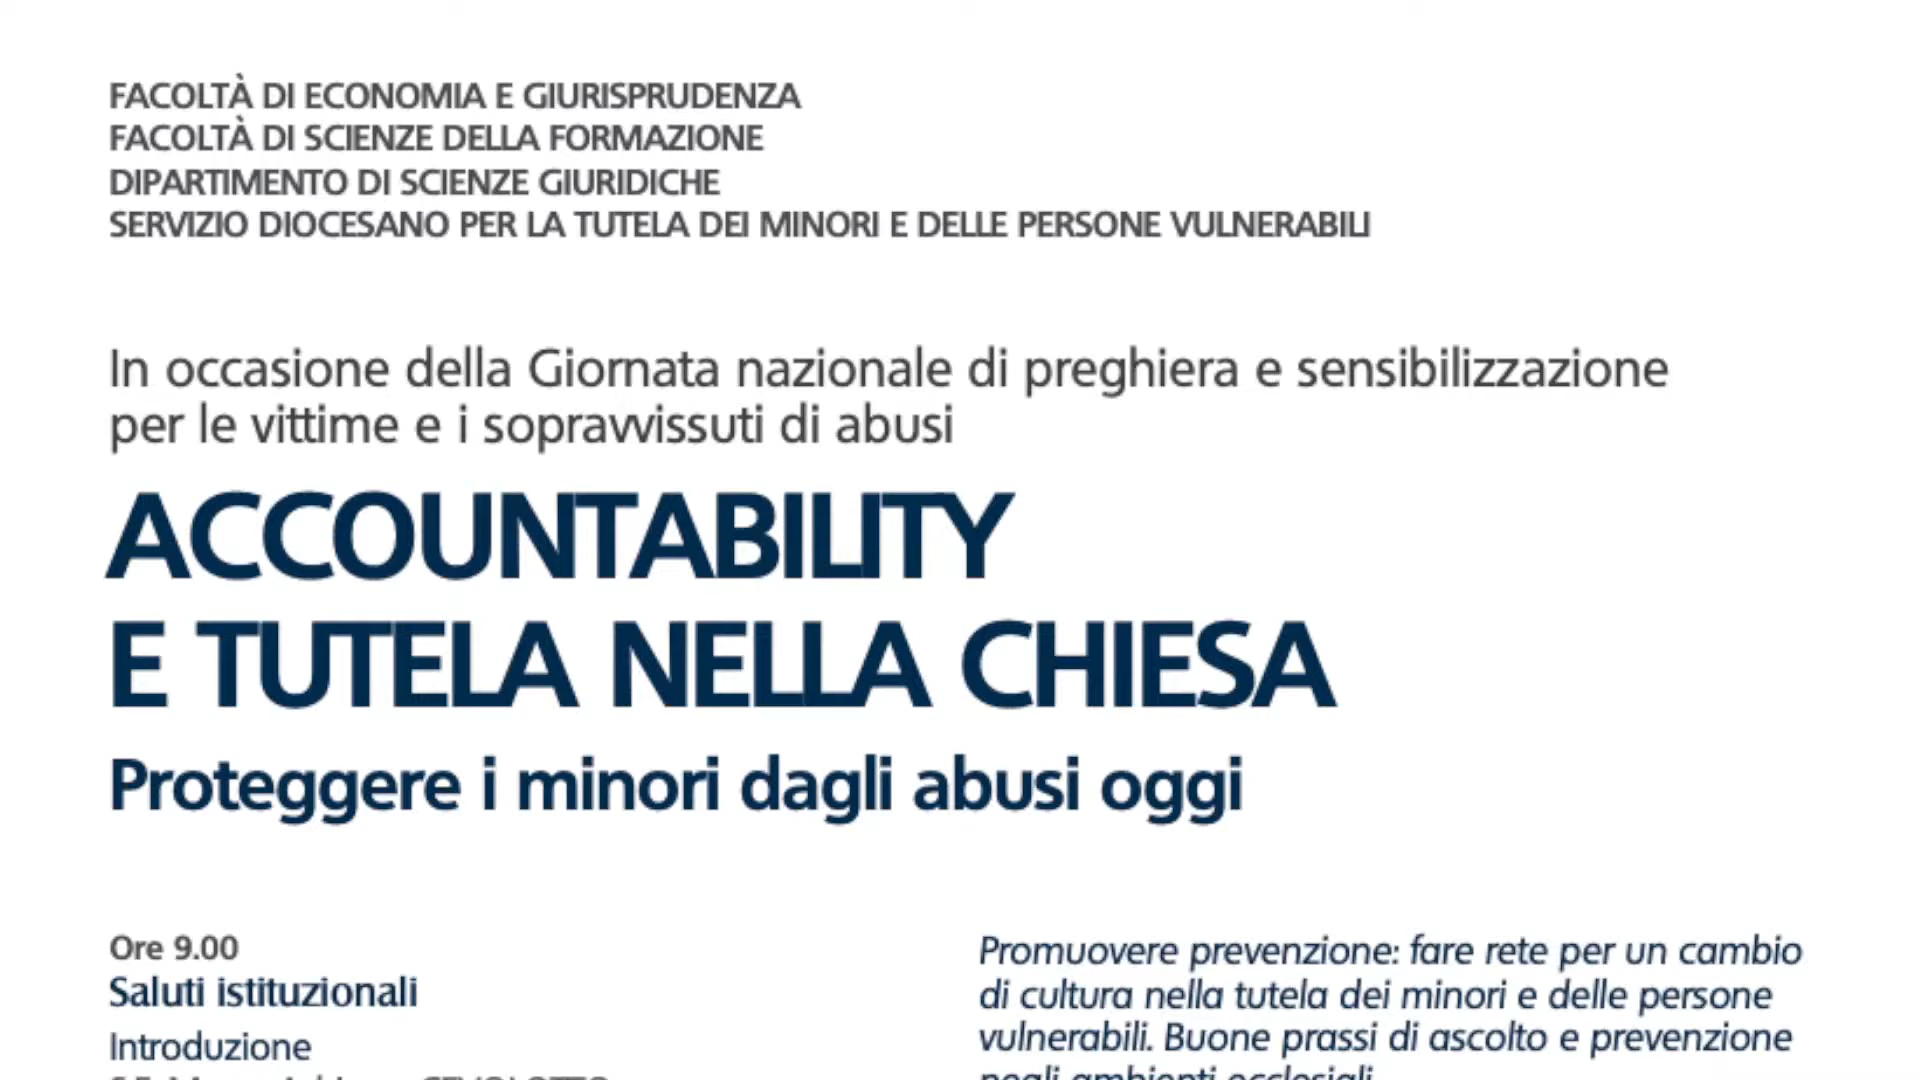 FACOLTÀ DI ECONOMIA E GIURISPRUDENZA
FACOLTÀ DI SCIENZE DELLA FORMAZIONE
DIPARTIMENTO DI SCIENZE GIURIDICHE
SERVIZIO DIOCESANO PER LA TUTELA DEI MINORI E DELLE PERSONE VULNERABILI
In occasione della Giornata nazionale di preghiera e sensibilizzazione
per le vittime e i sopravvissuti di abusi
ACCOUNTABILITY
E TUTELA NELLA CHIESA
Proteggere i minori dagli abusi oggi
Ore 9.00
Saluti istituzionali
Introduzione
Promuovere prevenzione: fare rete per un cambio
di cultura nella tutela dei minori e delle persone
vulnerabili. Buone prassi di ascolto e prevenzione
negli ambienti ecclesiali